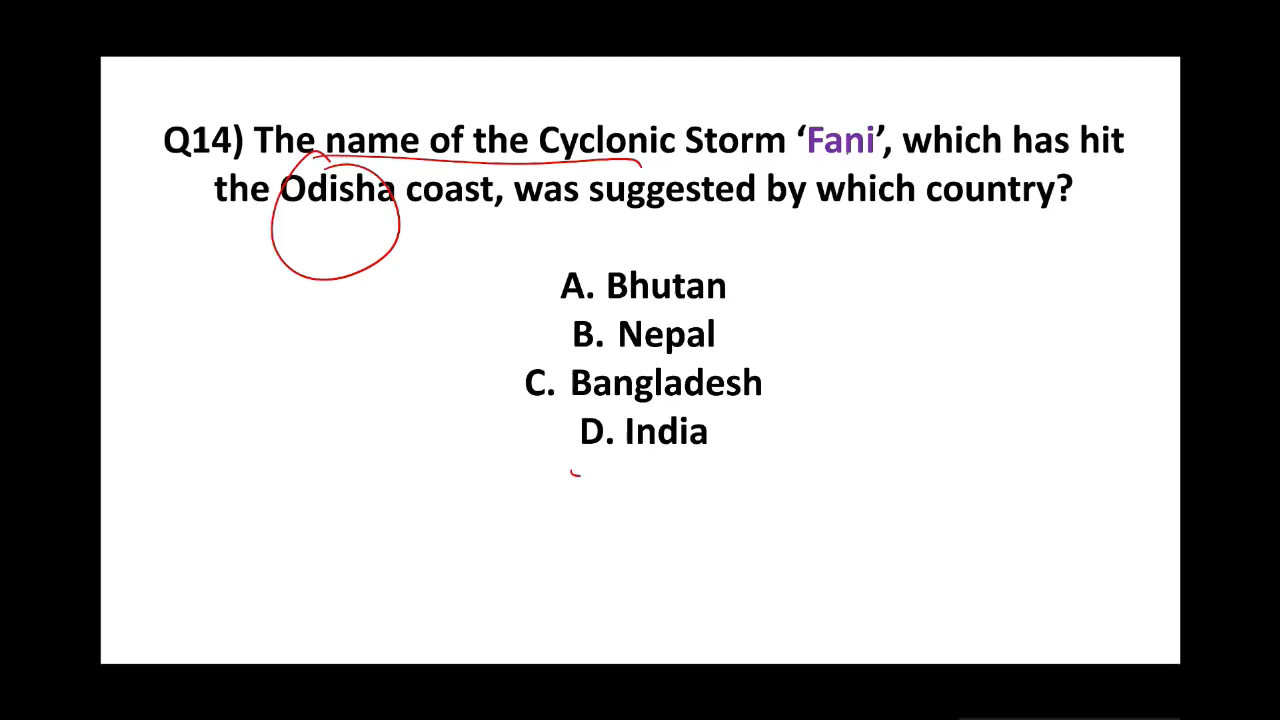 Q14) The name of the Cyclonic Storm ‘Fani’, which has hit
the Odisha coast, was suggested by which country?
A. Bhutan
B. Nepal
C. Bangladesh
D. India